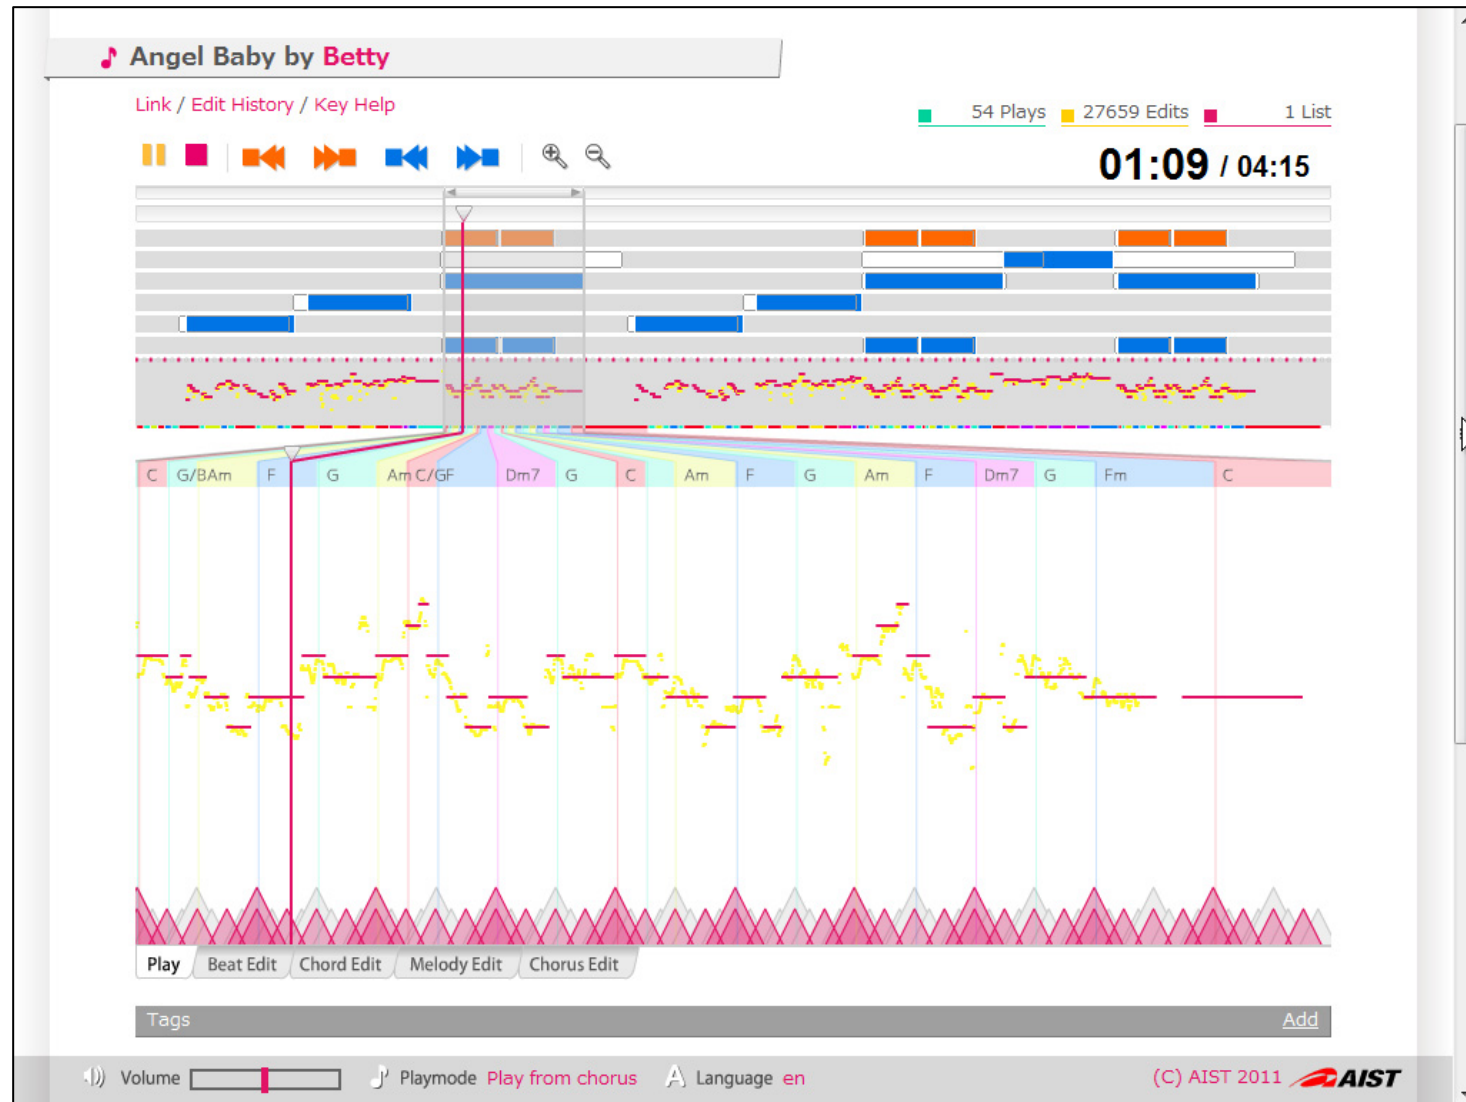 Angel Baby by Betty
Link / Edit History / Key Help
54 Plays 27659 Edits 1 List
01:09 / 04:15
C G/BAm F G Am C/GF Dm7 G C Am F G Am F Dm7 G Fm C
Play Beat Edit Chord Edit Melody Edit Chorus Edit
Tags Add
Volume Playmode Play from chorus A Language en (C) AIST 2011 AIST